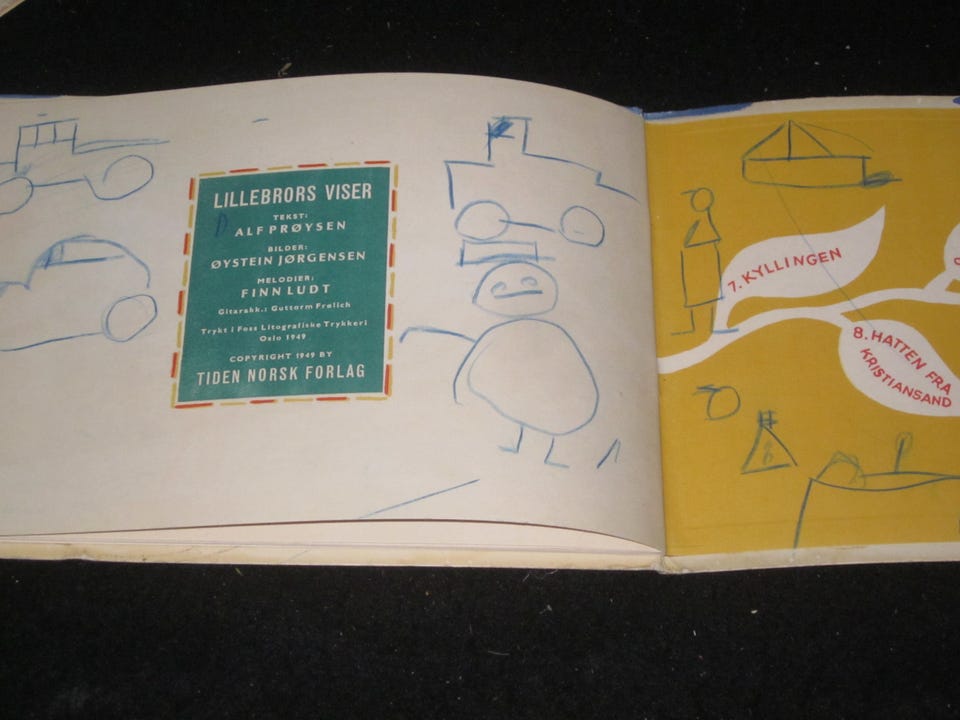 LILLEBRORS VISER
TEKST:
ALF PRØYSEN
BILDER:
ØYSTEIN JØRGENSEN
MELODIER:
FINN LUDT
Gitarakk.: Guttorm Frølich
Trykt i Foss Litografiske Trykkeri
Oslo 1949
COPYRIGHT 1949 BY
TIDEN NORSK FORLAG
7. KYLLINGEN
8. HATTEN FRA
KRISTIANSAND